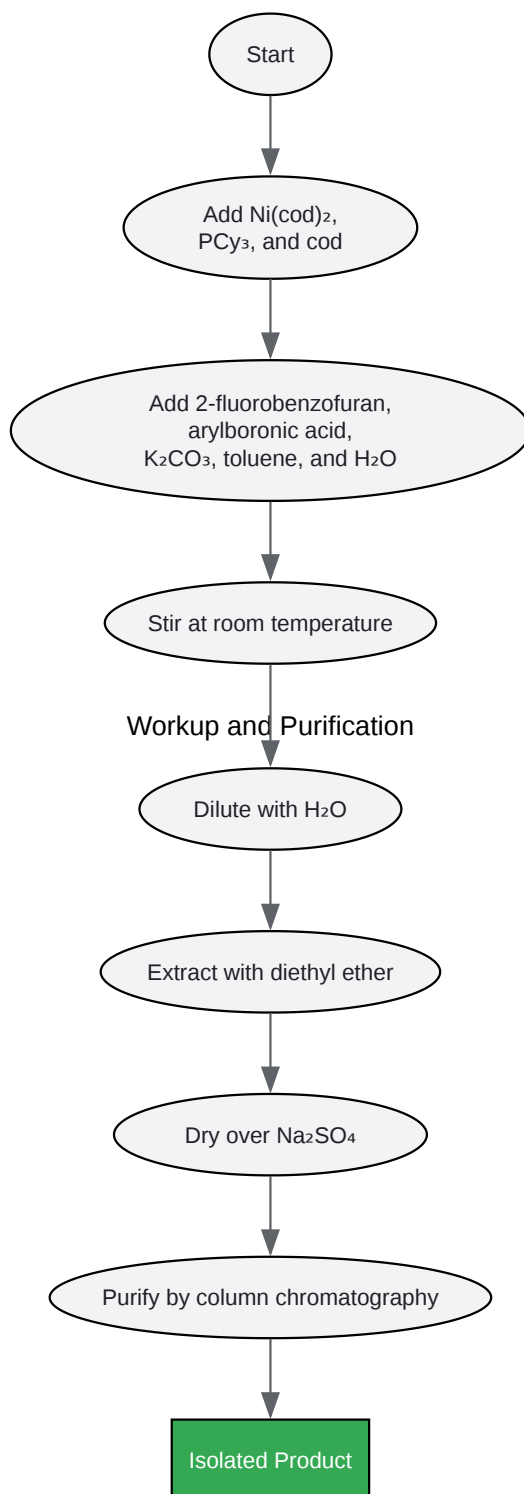 Start
Add Ni(cod)₂,
PCy₃, and cod
Add 2-fluorobenzofuran,
arylboronic acid,
K₂CO₃, toluene, and H₂O
Stir at room temperature
Workup and Purification
Dilute with H₂O
Extract with diethyl ether
Dry over Na₂SO₄
Purify by column chromatography
Isolated Product